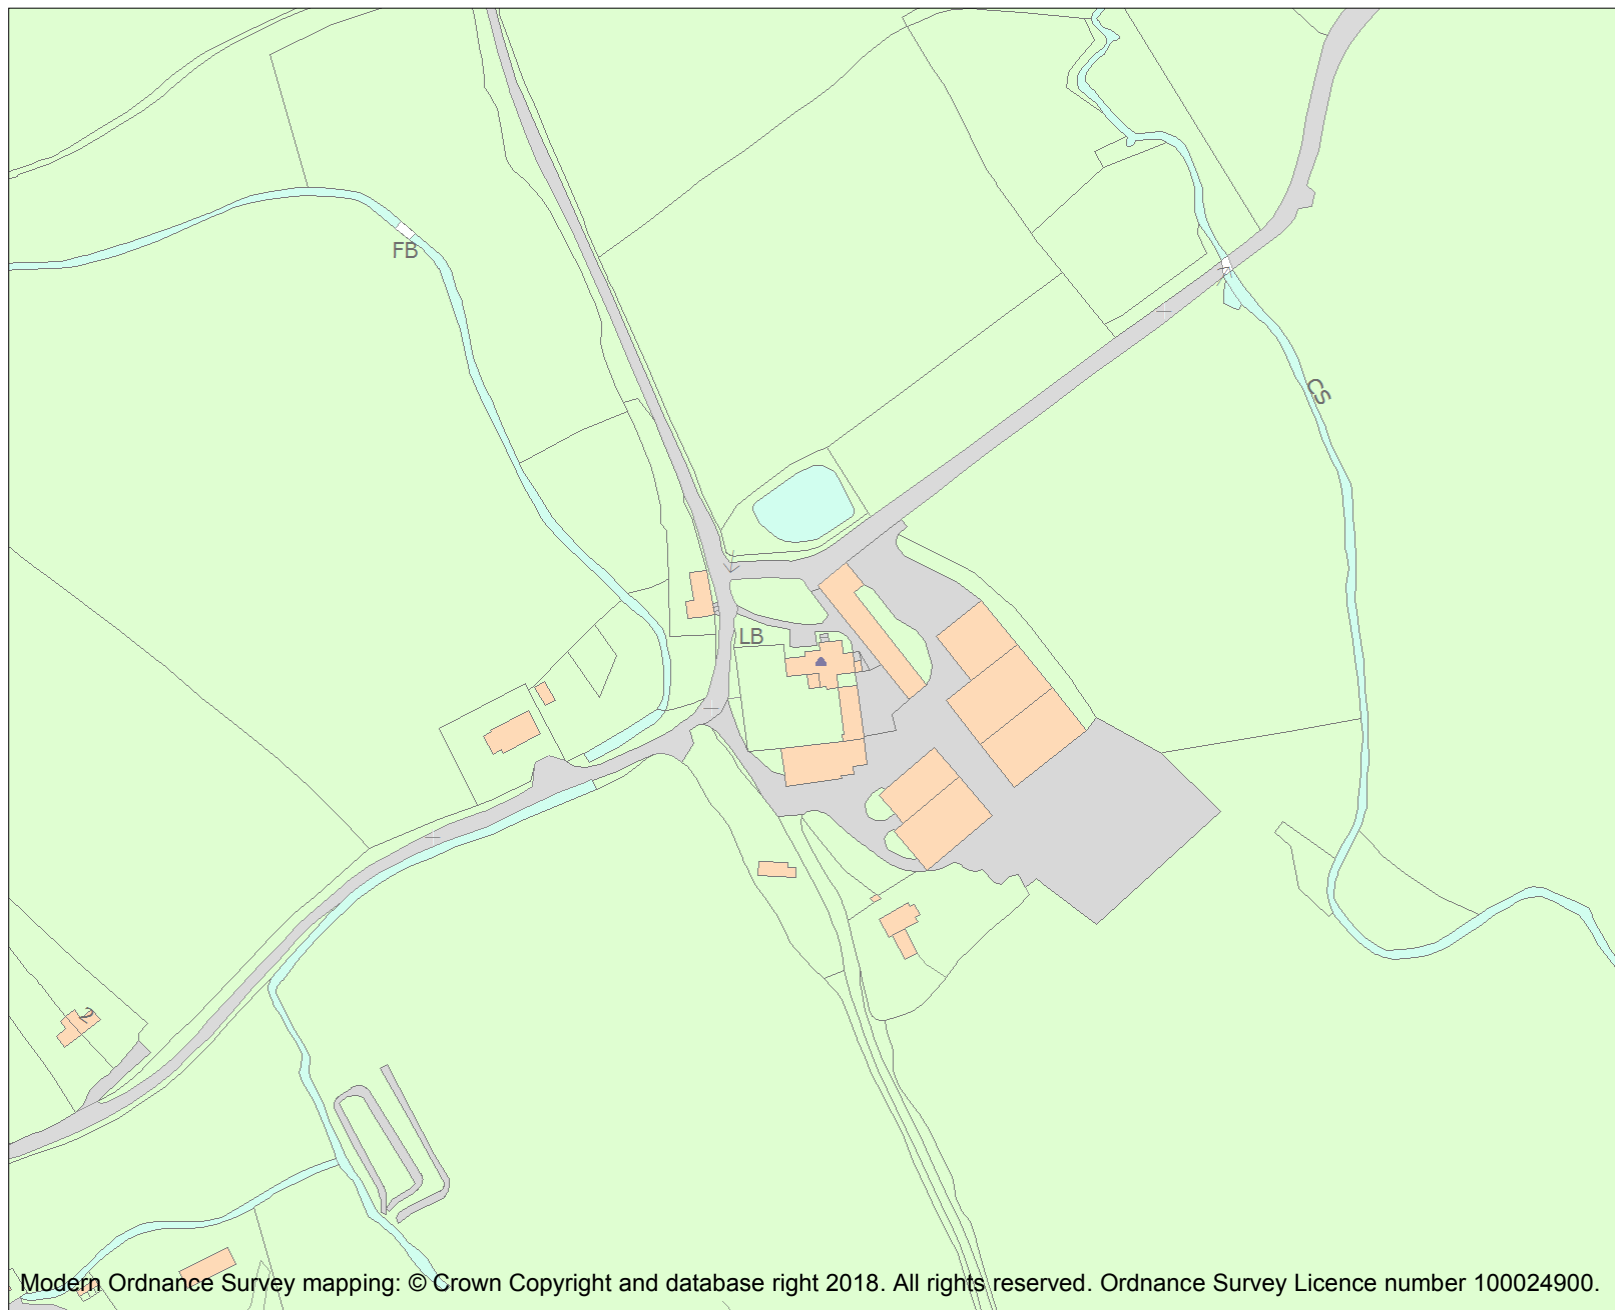 FB
CS
LB
2
Modern Ordnance Survey mapping: © Crown Copyright and database right 2018. All rights reserved. Ordnance Survey Licence number 100024900.